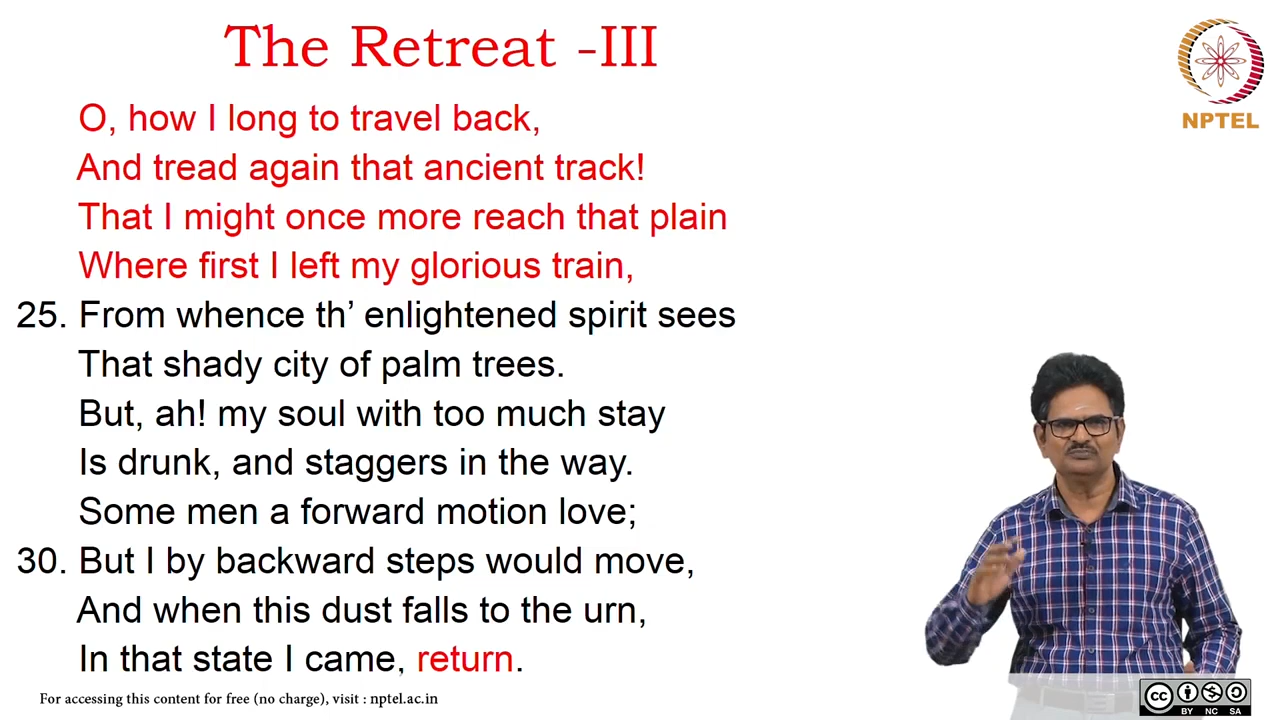 The Retreat -III
NPTEL
O, how I long to travel back,
And tread again that ancient track!
That I might once more reach that plain
Where first I left my glorious train,
25. From whence th’ enlightened spirit sees
That shady city of palm trees.
But, ah! my soul with too much stay
Is drunk, and staggers in the way.
Some men a forward motion love;
30. But I by backward steps would move,
And when this dust falls to the urn,
In that state I came, return.
For accessing this content for free (no charge), visit : nptel.ac.in
cc
BY NC SA